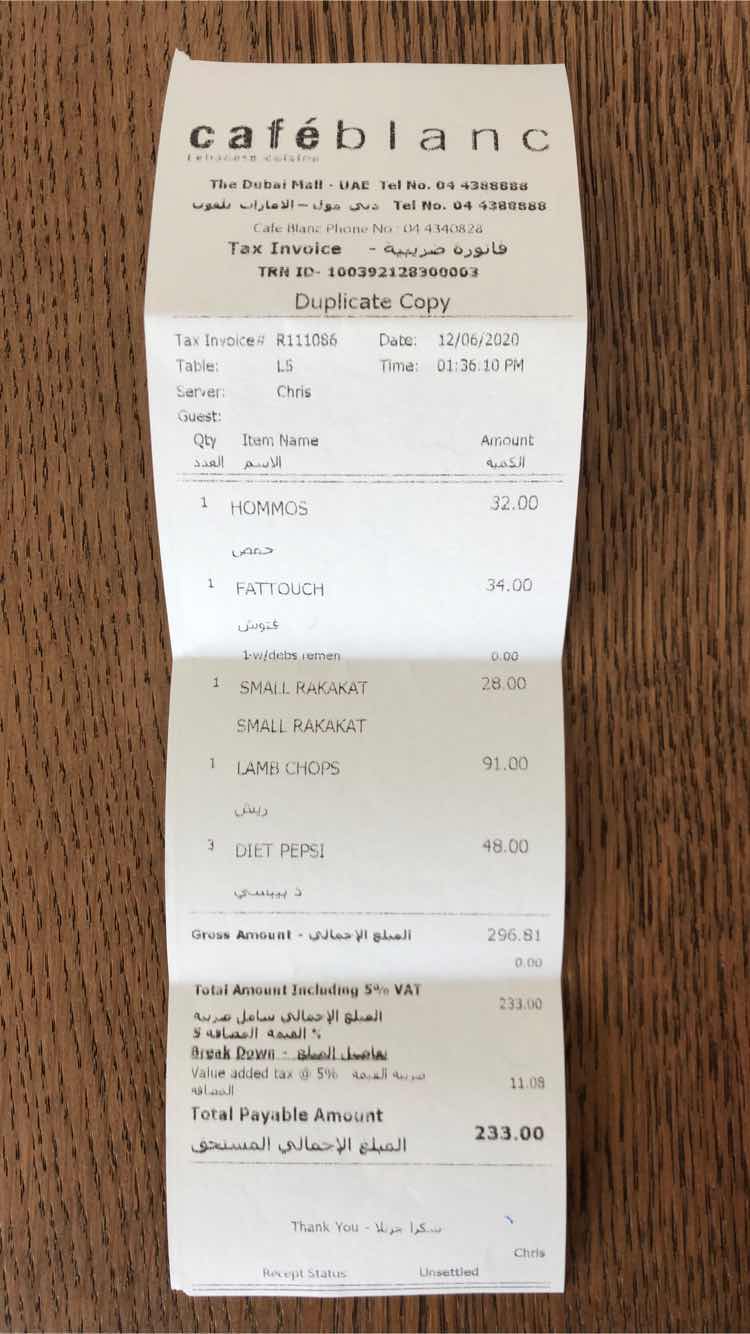 caféblanc
Lebanese cuisine
The Dubai Mall - UAE Tel No. 04 4388888
دبي مول - الامارات تلفون Tel No. 04 4388888
Cafe Blanc Phone No : 04 4340828
Tax Invoice - فاتورة ضريبية
TRN ID- 100392128300003
Duplicate Copy
Tax Invoice# R111086 Date: 12/06/2020
Table: L5 Time: 01:36:10 PM
Server: Chris
Guest:
Qty Item Name Amount
العدد الاسم الكمية
1 HOMMOS 32.00
حمص
1 FATTOUCH 34.00
فتوش
1-w/debs remen 0.00
1 SMALL RAKAKAT 28.00
SMALL RAKAKAT
1 LAMB CHOPS 91.00
ريش
3 DIET PEPSI 48.00
د بيبسي
Gross Amount - المبلغ الإجمالي 296.81
0.00
Total Amount Including 5% VAT 233.00
المبلغ الإجمالي شامل ضريبة
القيمة المضافة 5 %
Break Down - تفاصيل المبلغ
Value added tax @ 5% ضريبة القيمة 11.08
المضافة
Total Payable Amount 233.00
المبلغ الإجمالي المستحق
Thank You - شكرا جزيلا
Chris
Recept Status Unsettled